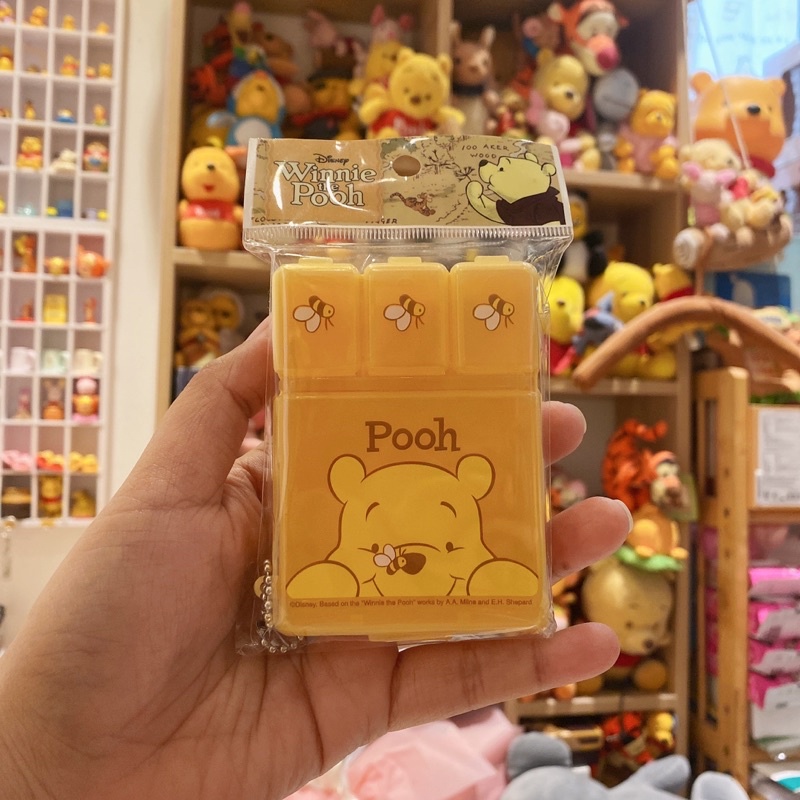 Disney
Winnie
the
Pooh
100 AKER
WOOD
Pooh
©Disney. Based on the "Winnie the Pooh" works by A.A. Milne and E.H. Shepard